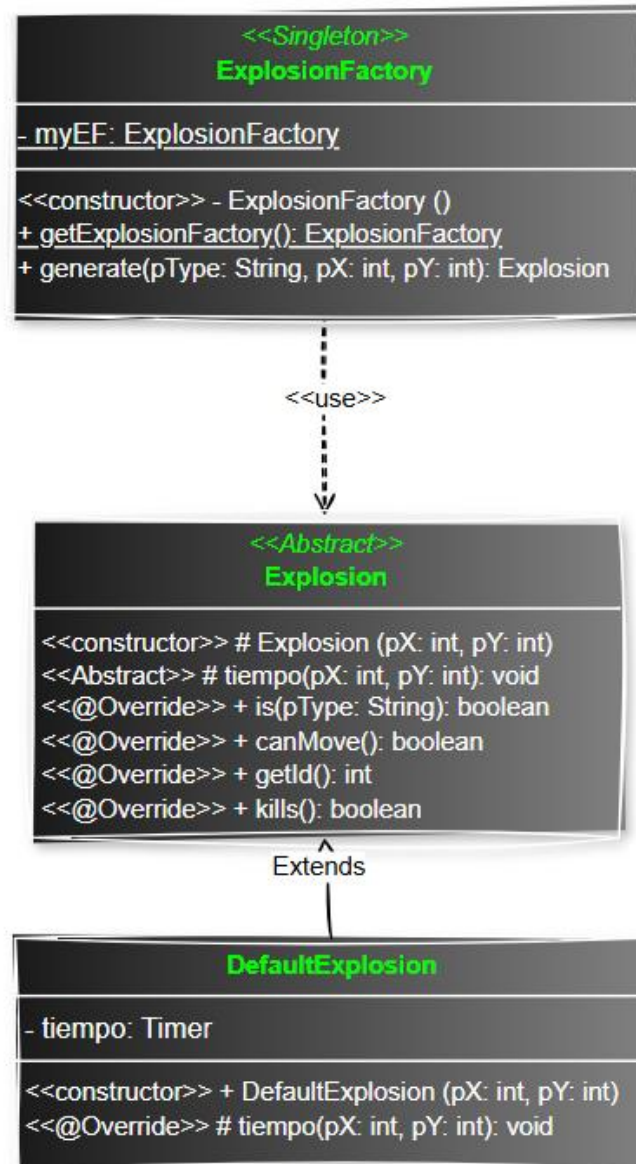 <<Singleton>>
ExplosionFactory
- myEF: ExplosionFactory
<<constructor>> - ExplosionFactory ()
+ getExplosionFactory(): ExplosionFactory
+ generate(pType: String, pX: int, pY: int): Explosion
<<use>>
<<Abstract>>
Explosion
<<constructor>> # Explosion (pX: int, pY: int)
<<Abstract>> # tiempo(pX: int, pY: int): void
<<@Override>> + is(pType: String): boolean
<<@Override>> + canMove(): boolean
<<@Override>> + getId(): int
<<@Override>> + kills(): boolean
Extends
DefaultExplosion
- tiempo: Timer
<<constructor>> + DefaultExplosion (pX: int, pY: int)
<<@Override>> # tiempo(pX: int, pY: int): void